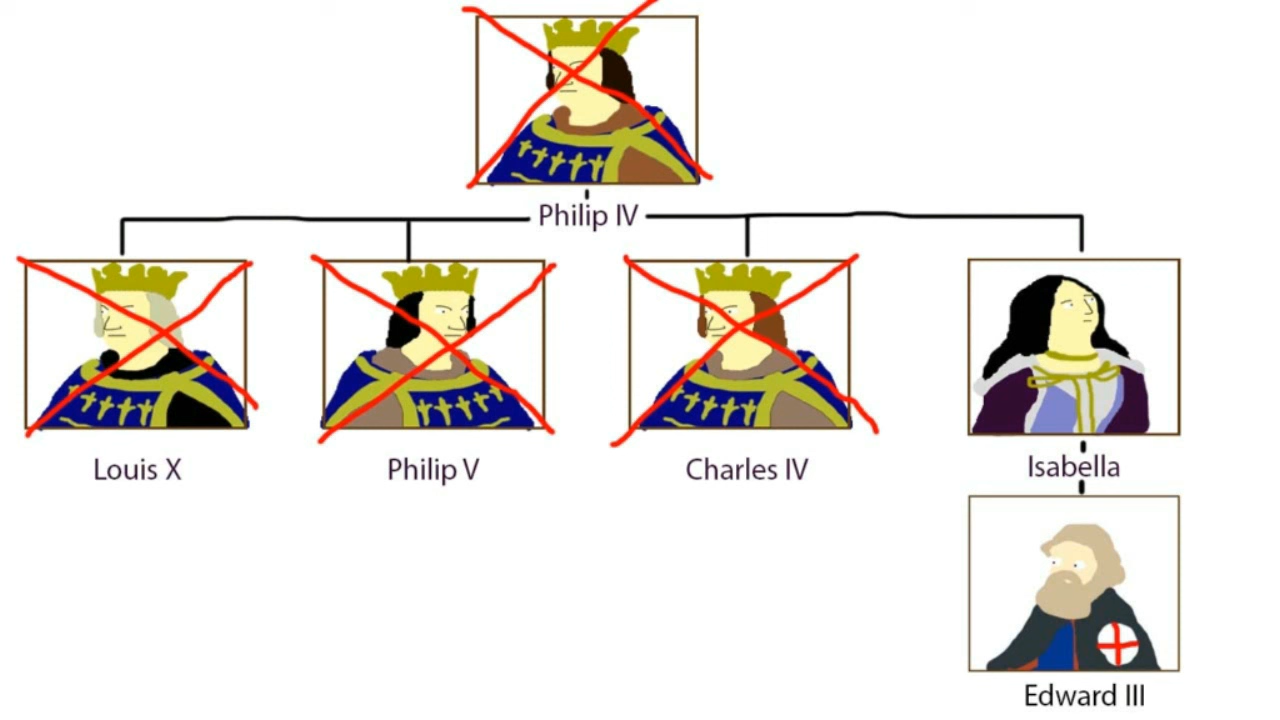 Philip IV
Louis X
Philip V
Charles IV
Isabella
Edward III